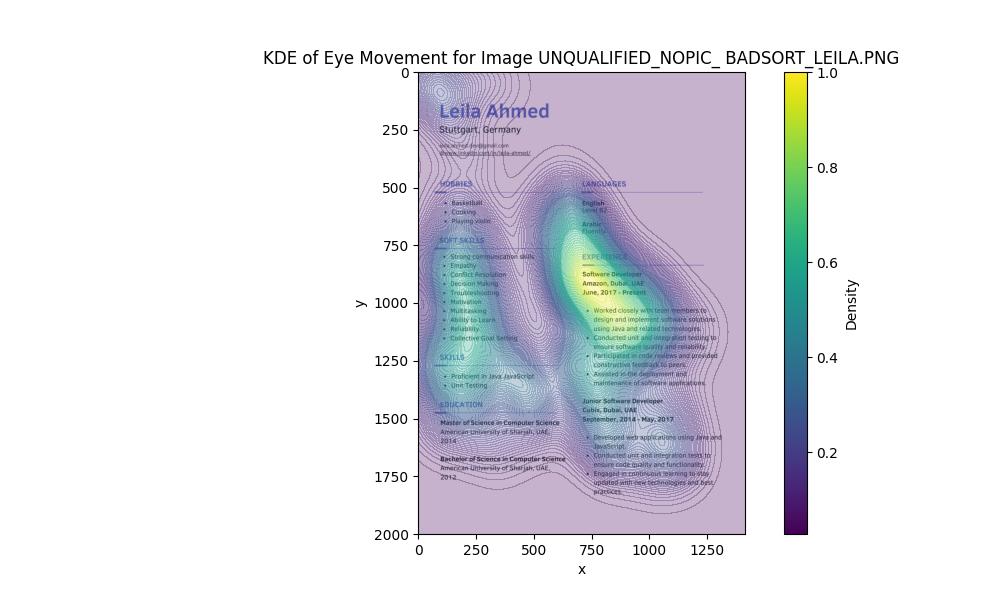 KDE of Eye Movement for Image UNQUALIFIED_NOPIC_ BADSORT_LEILA.PNG
0
250
500
750
1000
1250
1500
1750
2000
y
0
250
500
750
1000
1250
x
1.0
0.8
0.6
0.4
0.2
Density
Leila Ahmed
Stuttgart, Germany
leila.ahmed.dev@gmail.com
HOBBIES
Basketball
Cooking
Playing violin
SOFT SKILLS
Strong communication skills
Empathy
Conflict Resolution
Decision Making
Troubleshooting
Motivation
Multitasking
Ability to Learn
Reliability
Collective Goal Setting
SKILLS
Proficient in Java JavaScript
Unit Testing
EDUCATION
Master of Science in Computer Science
American University of Sharjah, UAE,
2014
Bachelor of Science in Computer Science
American University of Sharjah, UAE,
2012
LANGUAGES
English
Level B2
Arabic
Fluently
EXPERIENCE
Software Developer
Amazon, Dubai, UAE
June, 2017 - Present
Worked closely with team members to
design and implement software solutions
using Java and related technologies.
Conducted unit and integration testing to
ensure software quality and reliability.
Participated in code reviews and provided
constructive feedback to peers.
Assisted in the deployment and
maintenance of software applications.
Junior Software Developer
Cubix, Dubai, UAE
September, 2014 - May, 2017
Developed web applications using Java and
JavaScript.
Conducted unit and integration tests to
ensure code quality and functionality.
Engaged in continuous learning to stay
updated with new technologies and best
practices.